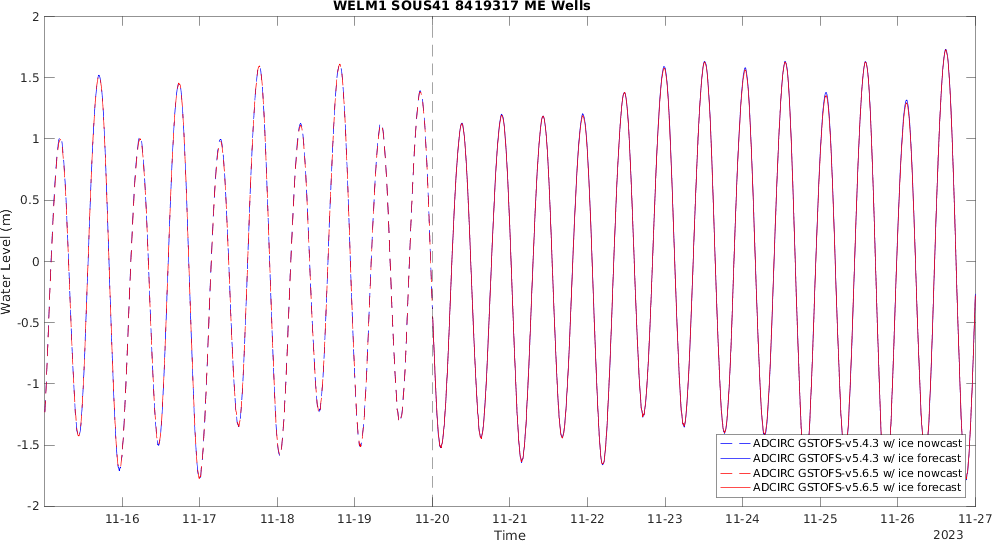 WELM1 SOUS41 8419317 ME Wells
2
1.5
1
0.5
0
-0.5
-1
-1.5
-2
Water Level (m)
11-16 11-17 11-18 11-19 11-20 11-21 11-22 11-23 11-24 11-25 11-26 11-27
Time
2023
ADCIRC GSTOFS-v5.4.3 w/ ice nowcast
ADCIRC GSTOFS-v5.4.3 w/ ice forecast
ADCIRC GSTOFS-v5.6.5 w/ ice nowcast
ADCIRC GSTOFS-v5.6.5 w/ ice forecast